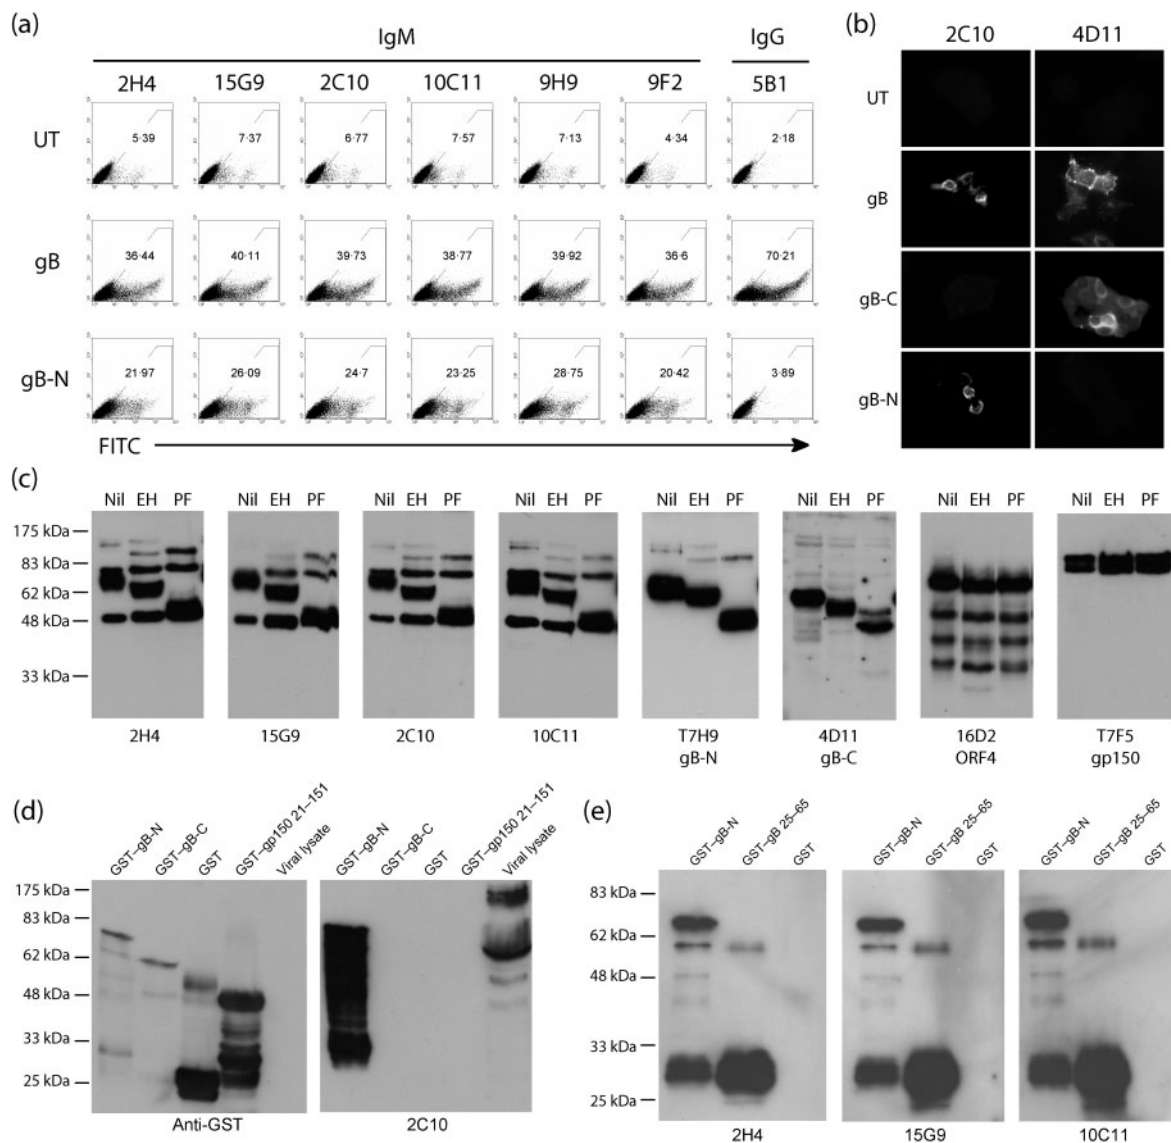 (a)
IgM IgG
2H4 15G9 2C10 10C11 9H9 9F2 5B1
UT 5·39 7·37 6·77 7·57 7·13 4·34 2·18
gB 36·44 40·11 39·73 38·77 39·92 36·6 70·21
gB-N 21·97 26·09 24·7 23·25 28·75 20·42 3·89
FITC
(b)
2C10 4D11
UT
gB
gB-C
gB-N
(c)
Nil EH PF Nil EH PF Nil EH PF Nil EH PF Nil EH PF Nil EH PF Nil EH PF Nil EH PF
175 kDa
83 kDa
62 kDa
48 kDa
33 kDa
2H4 15G9 2C10 10C11 T7H9 4D11 16D2 T7F5
gB-N gB-C ORF4 gp150
(d)
GST–gB-N GST–gB-C GST GST–gp150 21–151 Viral lysate GST–gB-N GST–gB-C GST GST–gp150 21–151 Viral lysate
175 kDa
83 kDa
62 kDa
48 kDa
33 kDa
25 kDa
Anti-GST 2C10
(e)
GST–gB-N GST–gB 25–65 GST GST–gB-N GST–gB 25–65 GST GST–gB-N GST–gB 25–65 GST
83 kDa
62 kDa
48 kDa
33 kDa
25 kDa
2H4 15G9 10C11